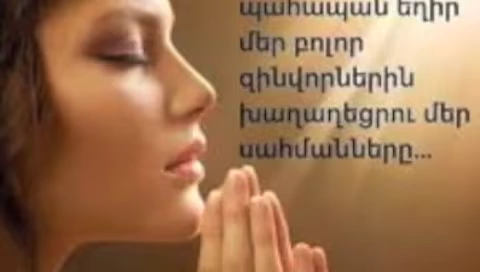 պահապան եղիր
մեր բոլոր
զինվորներին
խաղաղեցրու մեր
սահմանները...